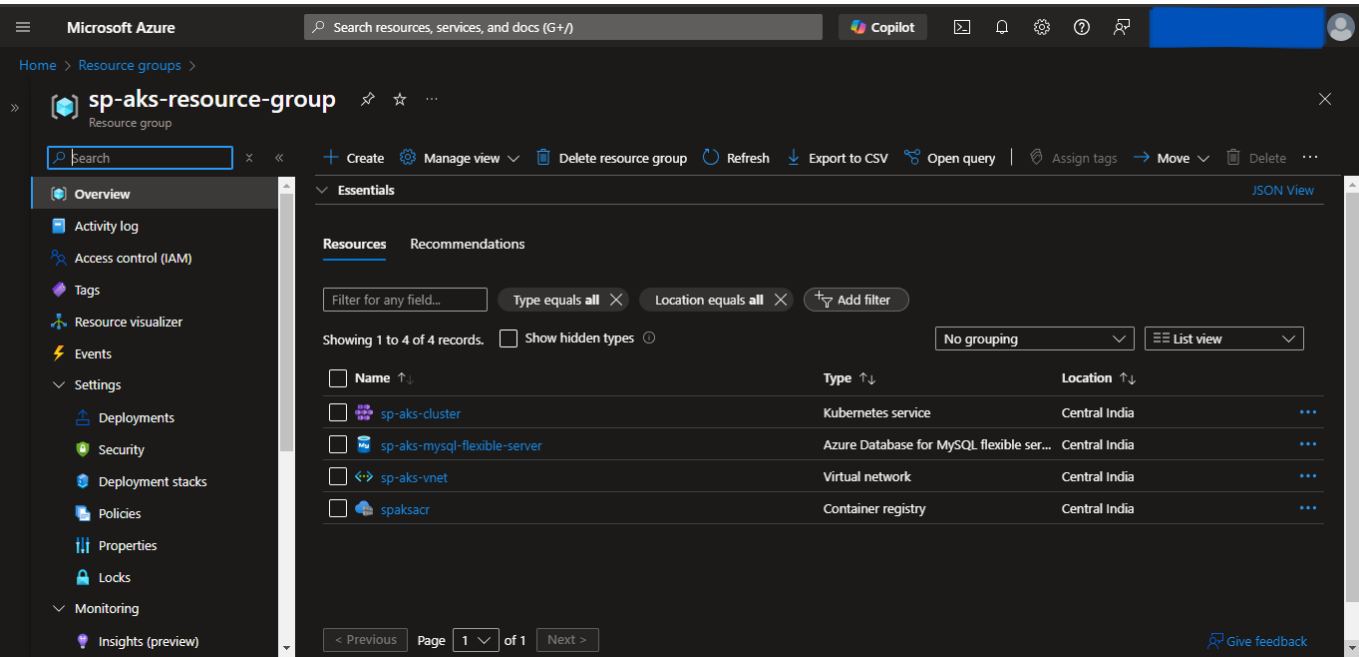 Microsoft Azure
Search resources, services, and docs (G+/)
Copilot
Home > Resource groups >
sp-aks-resource-group
Resource group
Search
Overview
Activity log
Access control (IAM)
Tags
Resource visualizer
Events
Settings
Deployments
Security
Deployment stacks
Policies
Properties
Locks
Monitoring
Insights (preview)
Create Manage view Delete resource group Refresh Export to CSV Open query Assign tags Move Delete
Essentials JSON View
Resources Recommendations
Filter for any field... Type equals all Location equals all Add filter
Showing 1 to 4 of 4 records. Show hidden types No grouping List view
Name Type Location
sp-aks-cluster Kubernetes service Central India
sp-aks-mysql-flexible-server Azure Database for MySQL flexible ser... Central India
sp-aks-vnet Virtual network Central India
spaksacr Container registry Central India
< Previous Page 1 of 1 Next > Give feedback